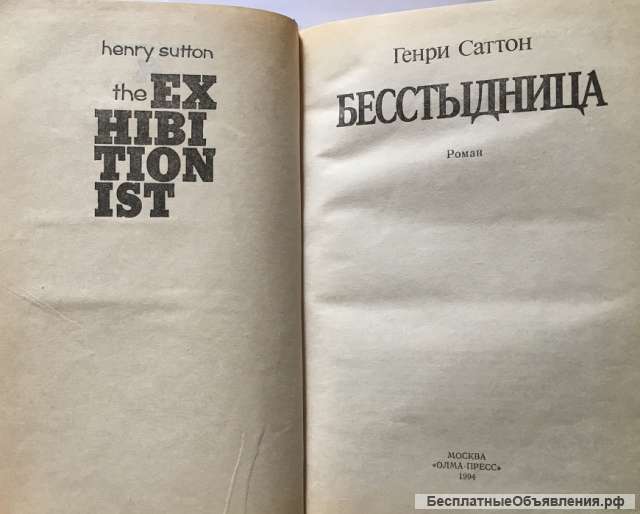 henry sutton
the EX
HIBI
TION
IST
Генри Саттон
БЕССТЫДНИЦА
Роман
МОСКВА
«ОЛМА-ПРЕСС»
1994
БесплатныеОбъявления.рф